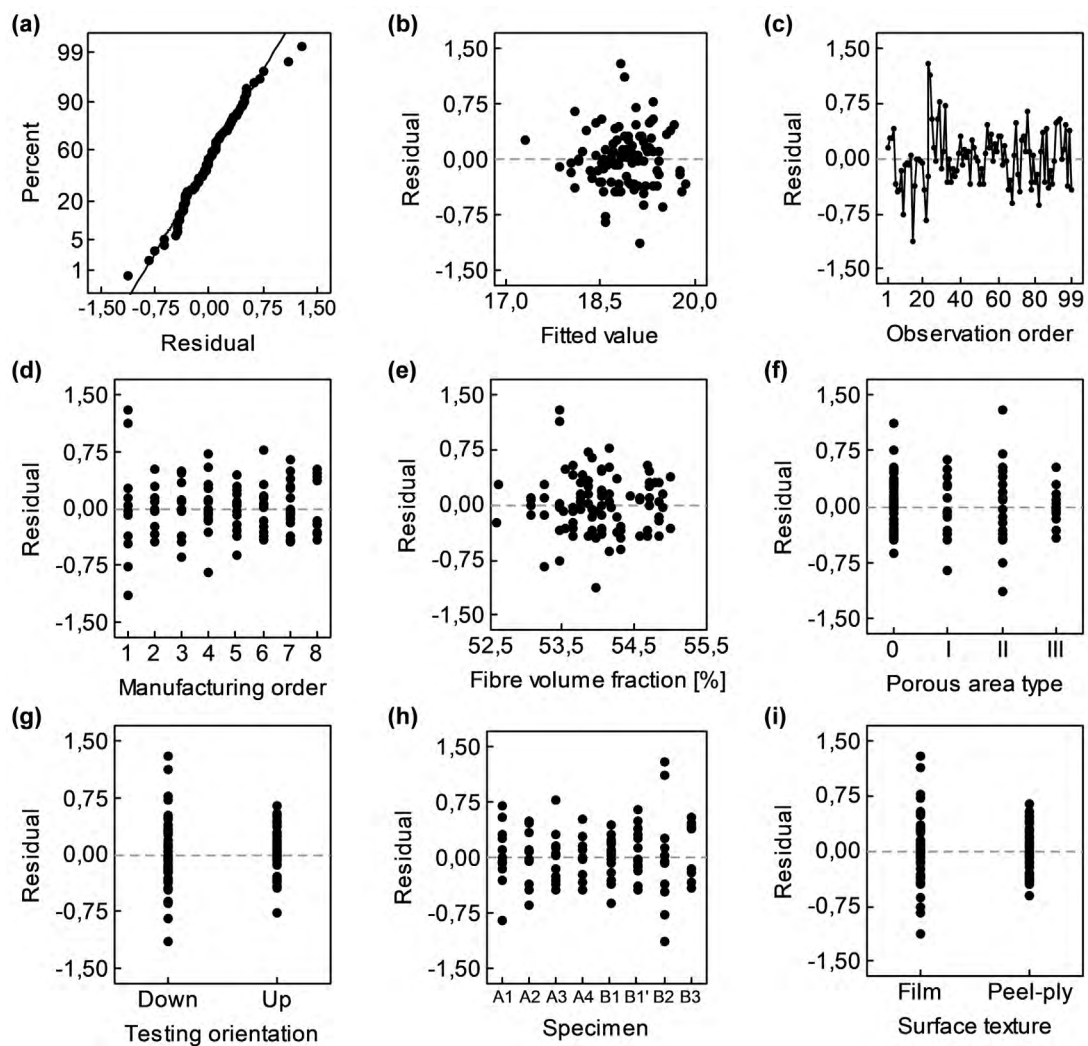 (a)
99
90
60
20
5
1
Percent
-1,50 -0,75 0,00 0,75 1,50
Residual
(b)
1,50
0,75
0,00
-0,75
-1,50
Residual
17,0 18,5 20,0
Fitted value
(c)
1,50
0,75
0,00
-0,75
-1,50
Residual
1 20 40 60 80 99
Observation order
(d)
1,50
0,75
0,00
-0,75
-1,50
Residual
1 2 3 4 5 6 7 8
Manufacturing order
(e)
1,50
0,75
0,00
-0,75
-1,50
Residual
52,5 53,5 54,5 55,5
Fibre volume fraction [%]
(f)
1,50
0,75
0,00
-0,75
-1,50
Residual
0 I II III
Porous area type
(g)
1,50
0,75
0,00
-0,75
-1,50
Residual
Down Up
Testing orientation
(h)
1,50
0,75
0,00
-0,75
-1,50
Residual
A1 A2 A3 A4 B1 B1' B2 B3
Specimen
(i)
1,50
0,75
0,00
-0,75
-1,50
Residual
Film Peel-ply
Surface texture